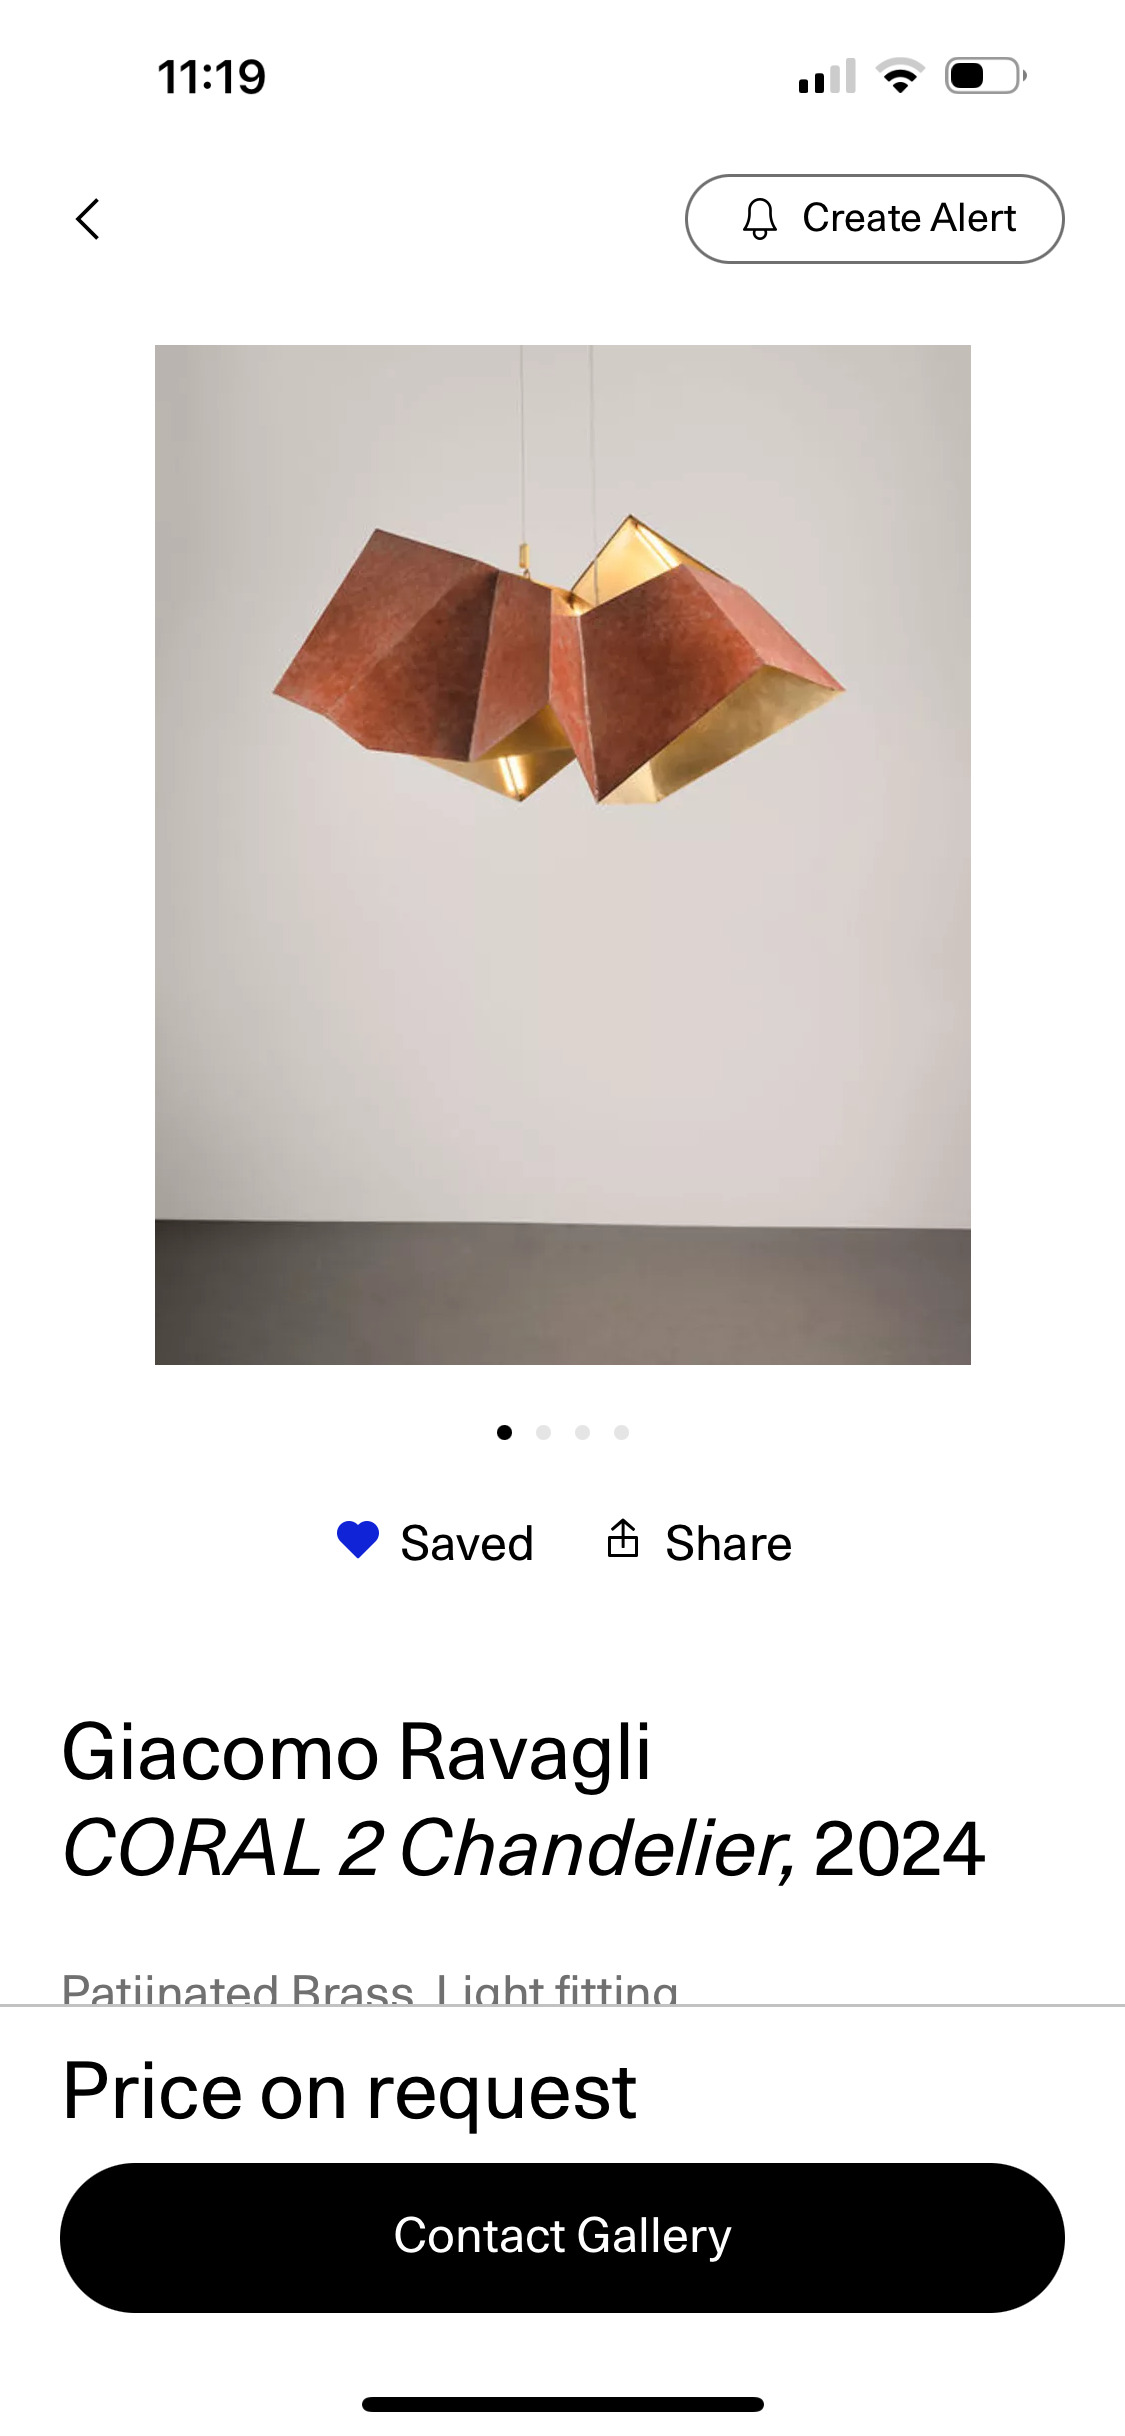 11:19
Create Alert
Saved
Share
Giacomo Ravagli
CORAL 2 Chandelier, 2024
Patiinated Brass, Light fitting
Price on request
Contact Gallery